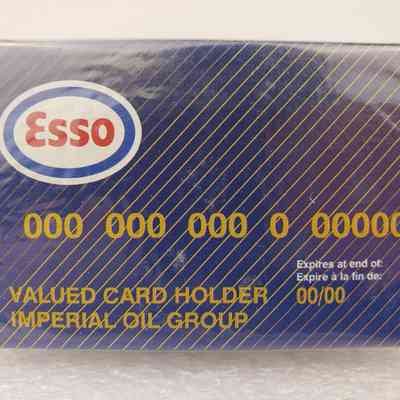 Esso
000 000 000 0 00000
Expires at end of:
Expire à la fin de:
VALUED CARD HOLDER 00/00
IMPERIAL OIL GROUP